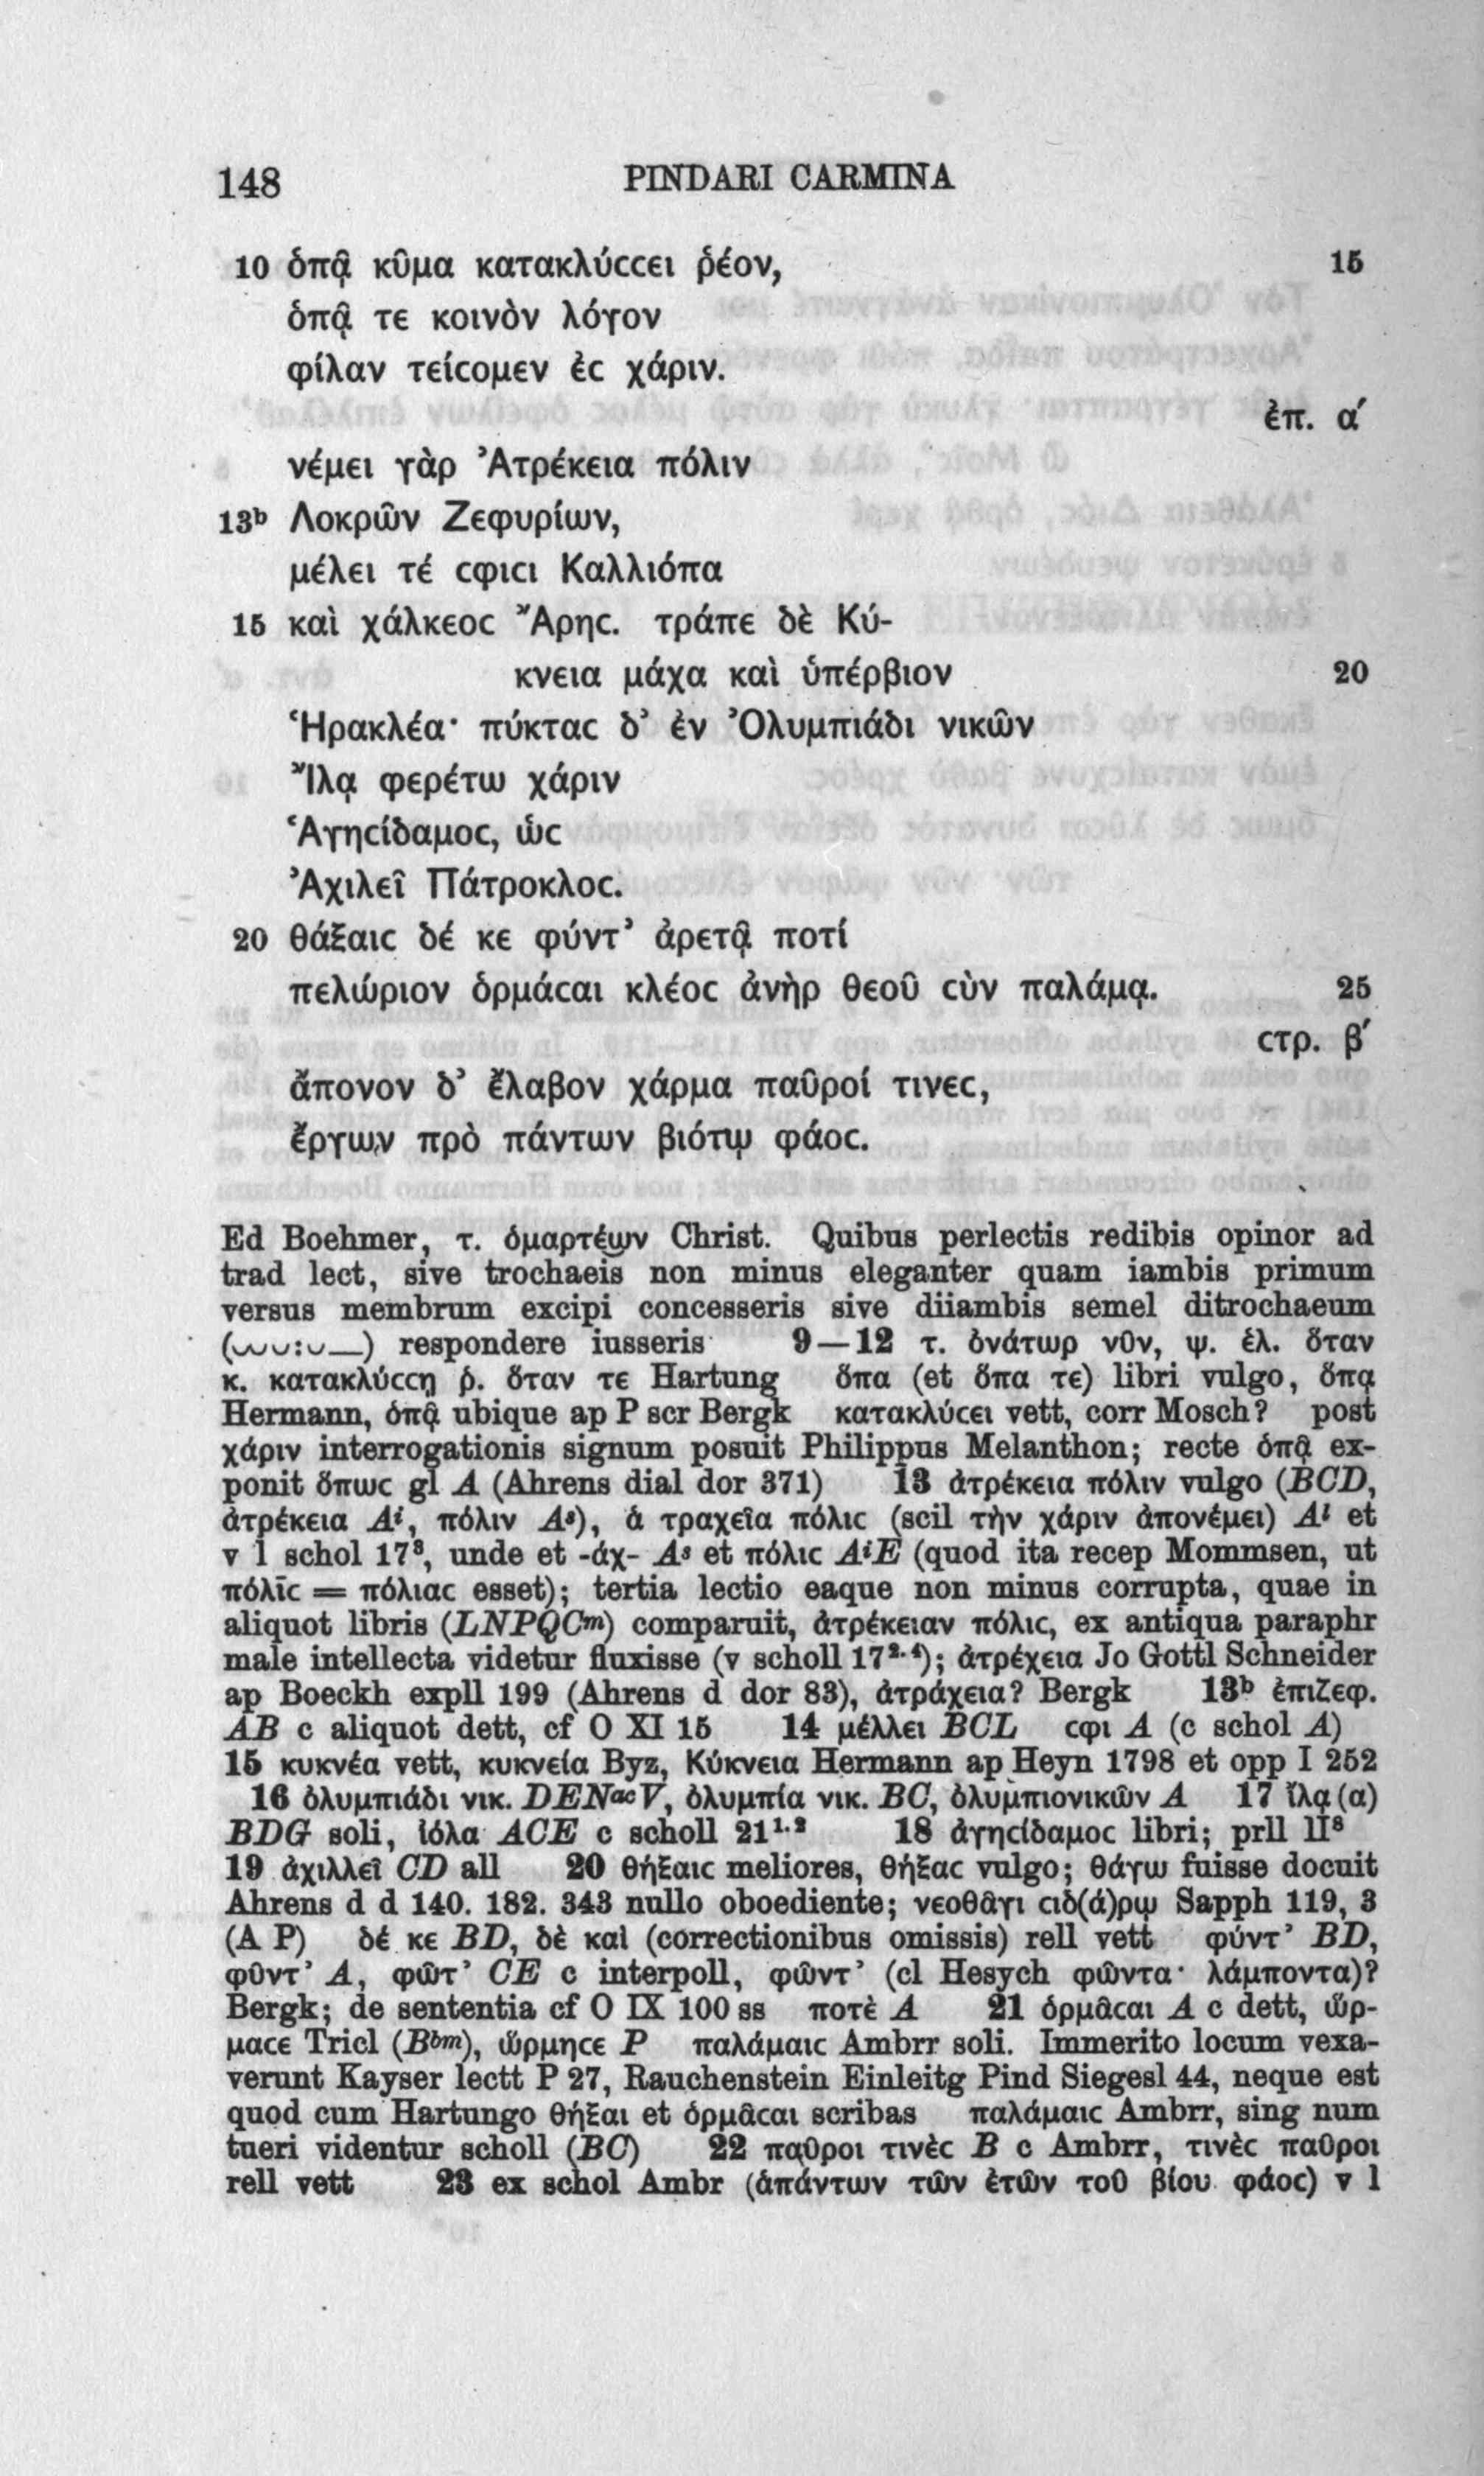 148 PINDARI CARMINA
10 ὁπᾷ κῦμα κατακλύϲϲει ῥέον, 15
ὁπᾷ τε κοινὸν λόγον
φίλαν τείϲομεν ἐϲ χάριν.
ἐπ. α΄
νέμει γὰρ Ἀτρέκεια πόλιν
13ᵇ Λοκρῶν Ζεφυρίων,
μέλει τέ ϲφιϲι Καλλιόπα
15 καὶ χάλκεοϲ Ἄρηϲ. τράπε δὲ Κύ-
κνεια μάχα καὶ ὑπέρβιον 20
Ἡρακλέα· πύκταϲ δ᾽ ἐν Ὀλυμπιάδι νικῶν
Ἴλᾳ φερέτω χάριν
Ἁγηϲίδαμοϲ, ὡϲ
Ἀχιλεῖ Πάτροκλοϲ.
20 θάξαιϲ δέ κε φύντ᾽ ἀρετᾷ ποτί
πελώριον ὁρμάϲαι κλέοϲ ἀνὴρ θεοῦ ϲὺν παλάμᾳ. 25
ϲτρ. β΄
ἄπονον δ᾽ ἔλαβον χάρμα παῦροί τινεϲ,
ἔργων πρὸ πάντων βιότῳ φάοϲ.
Ed Boehmer, τ. ὁμαρτέων Christ. Quibus perlectis redibis opinor ad
trad lect, sive trochaeis non minus eleganter quam iambis primum
versus membrum excipi concesseris sive diiambis semel ditrochaeum
(⏑⏑⏑:⏑—) respondere iusseris 9—12 τ. ὀνάτωρ νῦν, ψ. ἑλ. ὅταν
κ. κατακλύϲϲῃ ῥ. ὅταν τε Hartung ὅπα (et ὅπα τε) libri vulgo, ὅπᾳ
Hermann, ὁπᾷ ubique ap P scr Bergk κατακλύϲει vett, corr Mosch? post
χάριν interrogationis signum posuit Philippus Melanthon; recte ὁπᾷ ex-
ponit ὅπωϲ gl A (Ahrens dial dor 371) 13 ἀτρέκεια πόλιν vulgo (BCD,
ἀτρέκεια Aⁱ, πόλιν Aˢ), ἁ τραχεῖα πόλιϲ (scil τὴν χάριν ἀπονέμει) Aˡ et
v l schol 17³, unde et -άχ- Aˢ et πόλιϲ AⁱE (quod ita recep Mommsen, ut
πόλῑϲ = πόλιαϲ esset); tertia lectio eaque non minus corrupta, quae in
aliquot libris (LNPQCᵐ) comparuit, ἀτρέκειαν πόλιϲ, ex antiqua paraphr
male intellecta videtur fluxisse (v scholl 17²·⁴); ἀτρέχεια Jo Gottl Schneider
ap Boeckh expll 199 (Ahrens d dor 83), ἀτράχεια? Bergk 13ᵇ ἐπιζεφ.
AB c aliquot dett, cf O XI 15 14 μέλλει BCL ϲφι A (c schol A)
15 κυκνέα vett, κυκνεία Byz, Κύκνεια Hermann ap Heyn 1798 et opp I 252
16 ὀλυμπιάδι νικ. DENᵃᶜV, ὀλυμπία νικ. BC, ὀλυμπιονικῶν A 17 ἴλᾳ (α)
BDG soli, ἰόλα ACE c scholl 21¹·² 18 ἀγηϲίδαμοϲ libri; prll II⁸
19 ἀχιλλεῖ CD all 20 θήξαιϲ meliores, θήξαϲ vulgo; θάγω fuisse docuit
Ahrens d d 140. 182. 343 nullo oboediente; νεοθᾶγι ϲιδ(ά)ρῳ Sapph 119, 3
(A P) δέ κε BD, δὲ καὶ (correctionibus omissis) rell vett φύντ᾽ BD,
φῦντ᾽ A, φῶτ᾽ CE c interpoll, φῶντ᾽ (cl Hesych φῶντα· λάμποντα)?
Bergk; de sententia cf O IX 100 ss ποτὲ A 21 ὁρμᾶϲαι A c dett, ὥρ-
μαϲε Tricl (Bᵇᵐ), ὥρμηϲε P παλάμαιϲ Ambrr soli. Immerito locum vexa-
verunt Kayser lectt P 27, Rauchenstein Einleitg Pind Siegesl 44, neque est
quod cum Hartungo θήξαι et ὁρμᾶϲαι scribas παλάμαιϲ Ambrr, sing num
tueri videntur scholl (BC) 22 παῦροι τινὲϲ B c Ambrr, τινὲϲ παῦροι
rell vett 23 ex schol Ambr (ἁπάντων τῶν ἐτῶν τοῦ βίου φάοϲ) v l